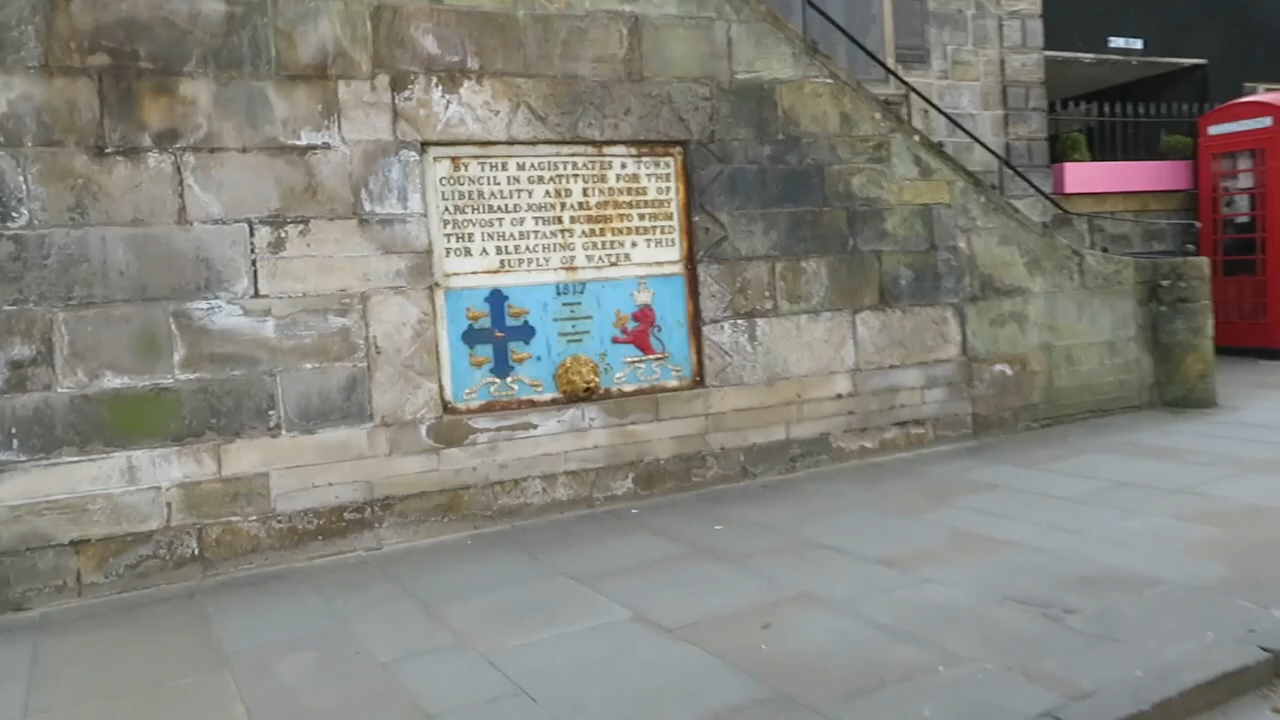 BY THE MAGISTRATES & TOWN
COUNCIL IN GRATITUDE FOR THE
LIBERALITY AND KINDNESS OF
ARCHIBALD JOHN EARL OF ROSEBERY
PROVOST OF THIS BURGH TO WHOM
THE INHABITANTS ARE INDEBTED
FOR A BLEACHING GREEN & THIS
SUPPLY OF WATER
1817